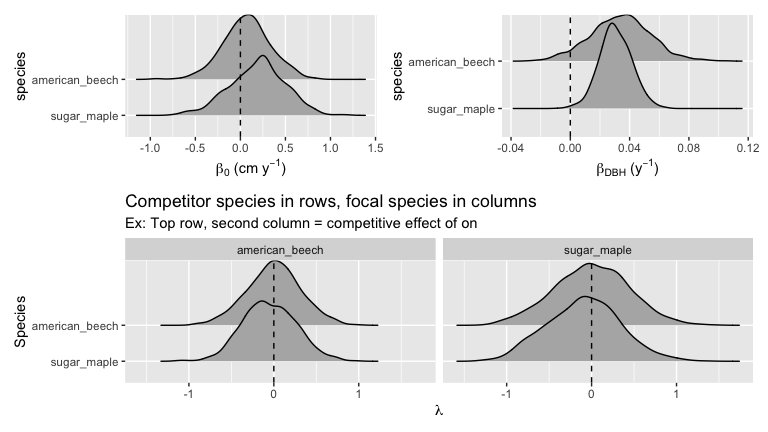 species
american_beech
sugar_maple
-1.0 -0.5 0.0 0.5 1.0 1.5
β₀ (cm y⁻¹)
species
american_beech
sugar_maple
-0.04 0.00 0.04 0.08 0.12
β_DBH (y⁻¹)
Competitor species in rows, focal species in columns
Ex: Top row, second column = competitive effect of on
american_beech
sugar_maple
Species
american_beech
sugar_maple
-1 0 1
-1 0 1
λ